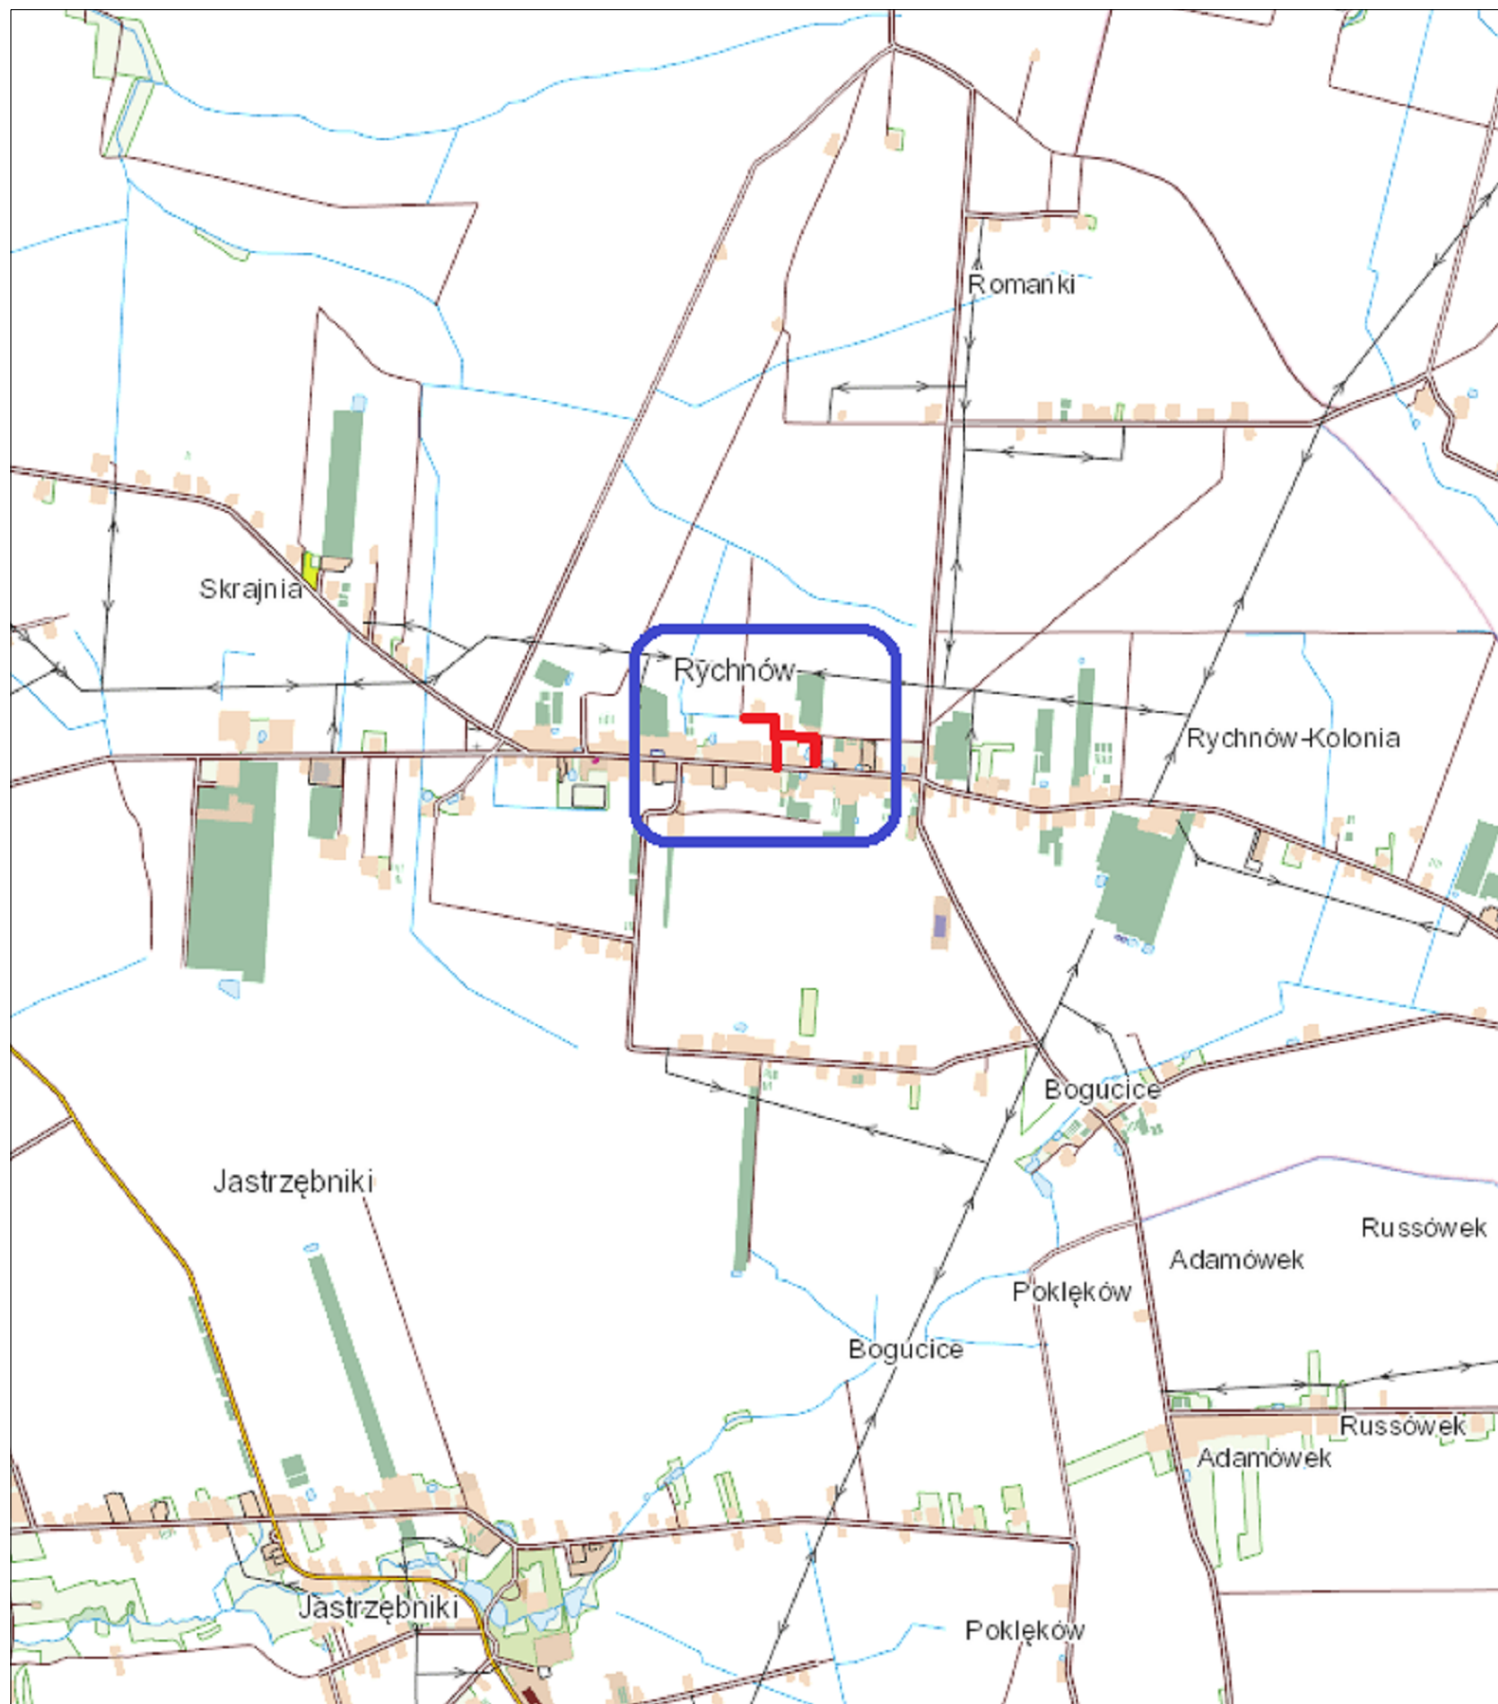 Romanki
Skrajnia
Rychnów
Rychnów-Kolonia
Bogucice
Jastrzębniki
Russówek
Adamówek
Poklęków
Bogucice
Russówek
Adamówek
Jastrzębniki
Poklęków